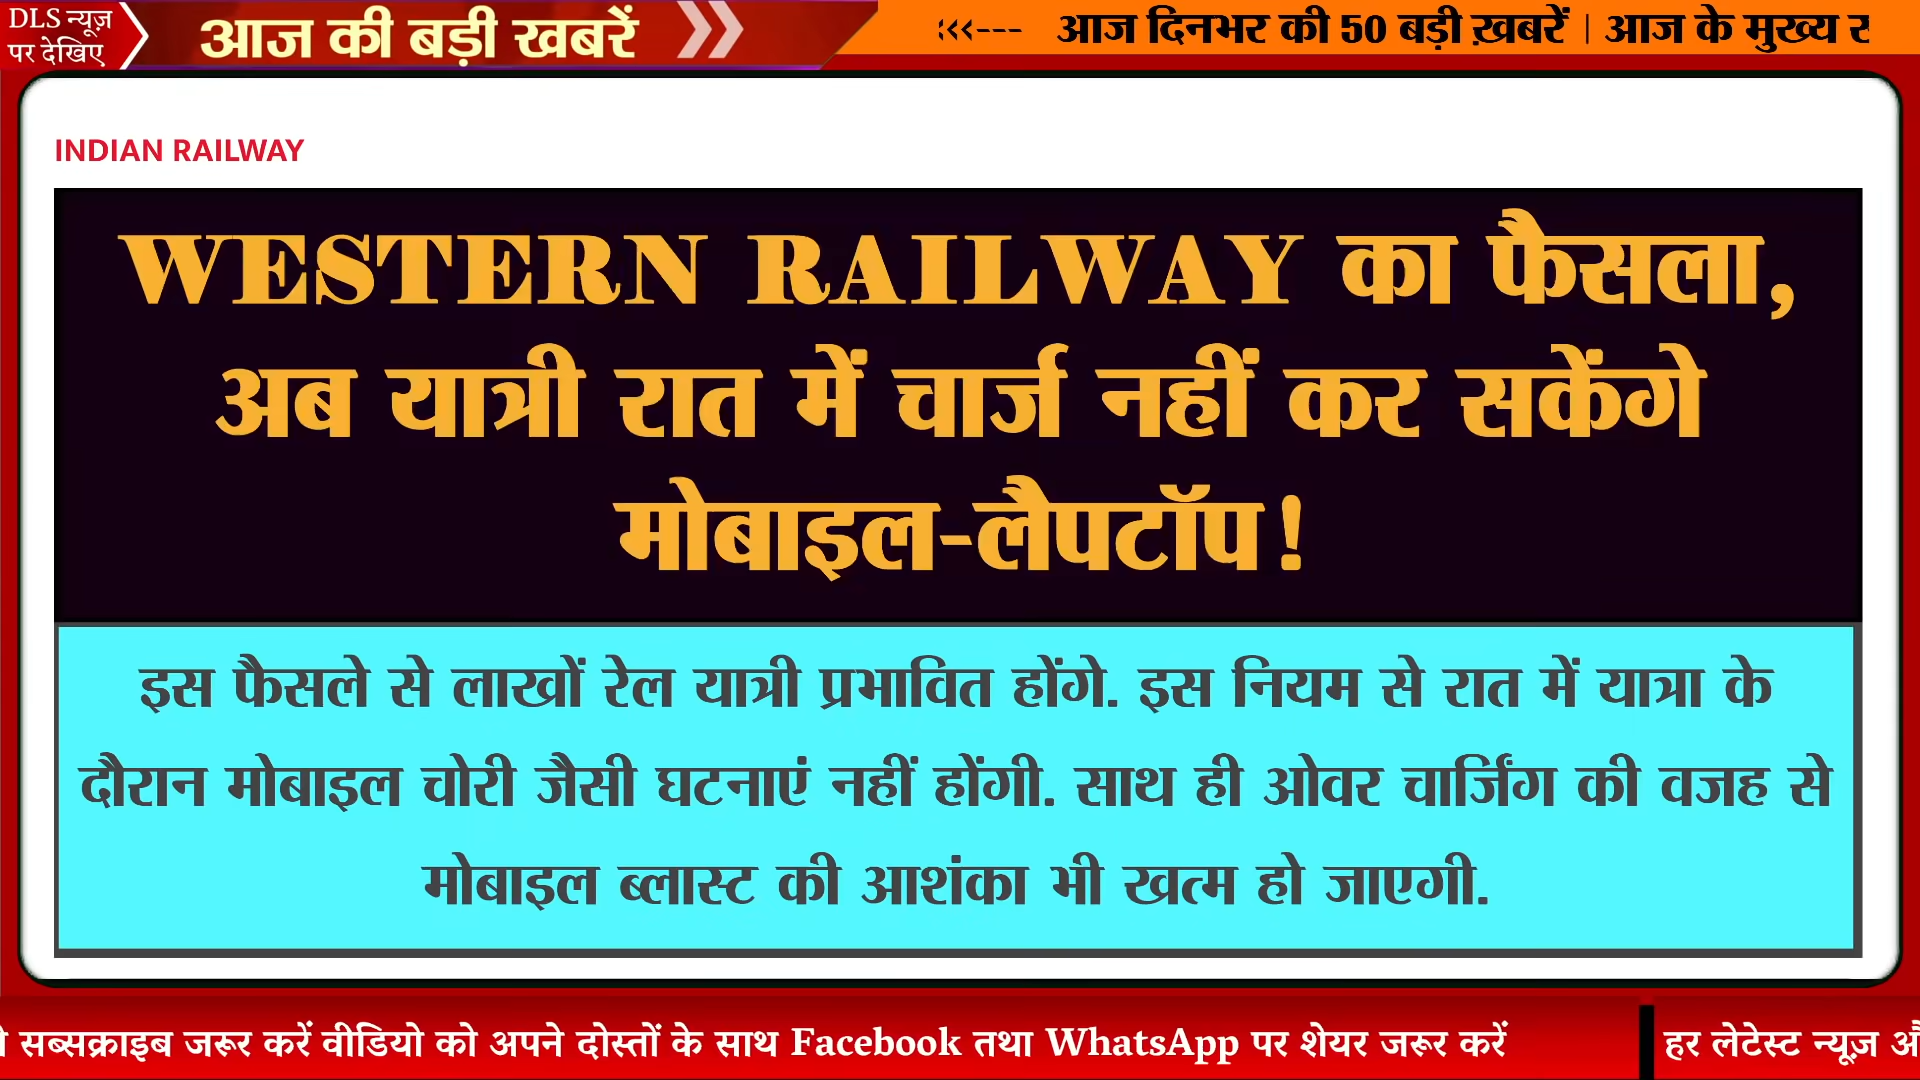 DLS न्यूज़
पर देखिए
आज की बड़ी खबरें
‹‹‹--- आज दिनभर की 50 बड़ी ख़बरें | आज के मुख्य
INDIAN RAILWAY
WESTERN RAILWAY का फैसला,
अब यात्री रात में चार्ज नहीं कर सकेंगे
मोबाइल-लैपटॉप!
इस फैसले से लाखों रेल यात्री प्रभावित होंगे. इस नियम से रात में यात्रा के
दौरान मोबाइल चोरी जैसी घटनाएं नहीं होंगी. साथ ही ओवर चार्जिंग की वजह से
मोबाइल ब्लास्ट की आशंका भी खत्म हो जाएगी.
सब्सक्राइब जरूर करें वीडियो को अपने दोस्तों के साथ Facebook तथा WhatsApp पर शेयर जरूर करें
हर लेटेस्ट न्यूज़